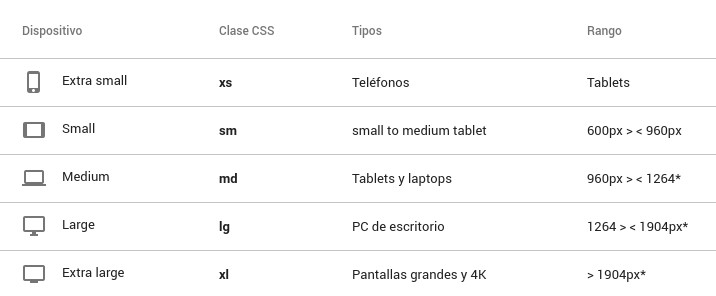 Dispositivo Clase CSS Tipos Rango
Extra small xs Teléfonos Tablets
Small sm small to medium tablet 600px > < 960px
Medium md Tablets y laptops 960px > < 1264*
Large lg PC de escritorio 1264 > < 1904px*
Extra large xl Pantallas grandes y 4K > 1904px*